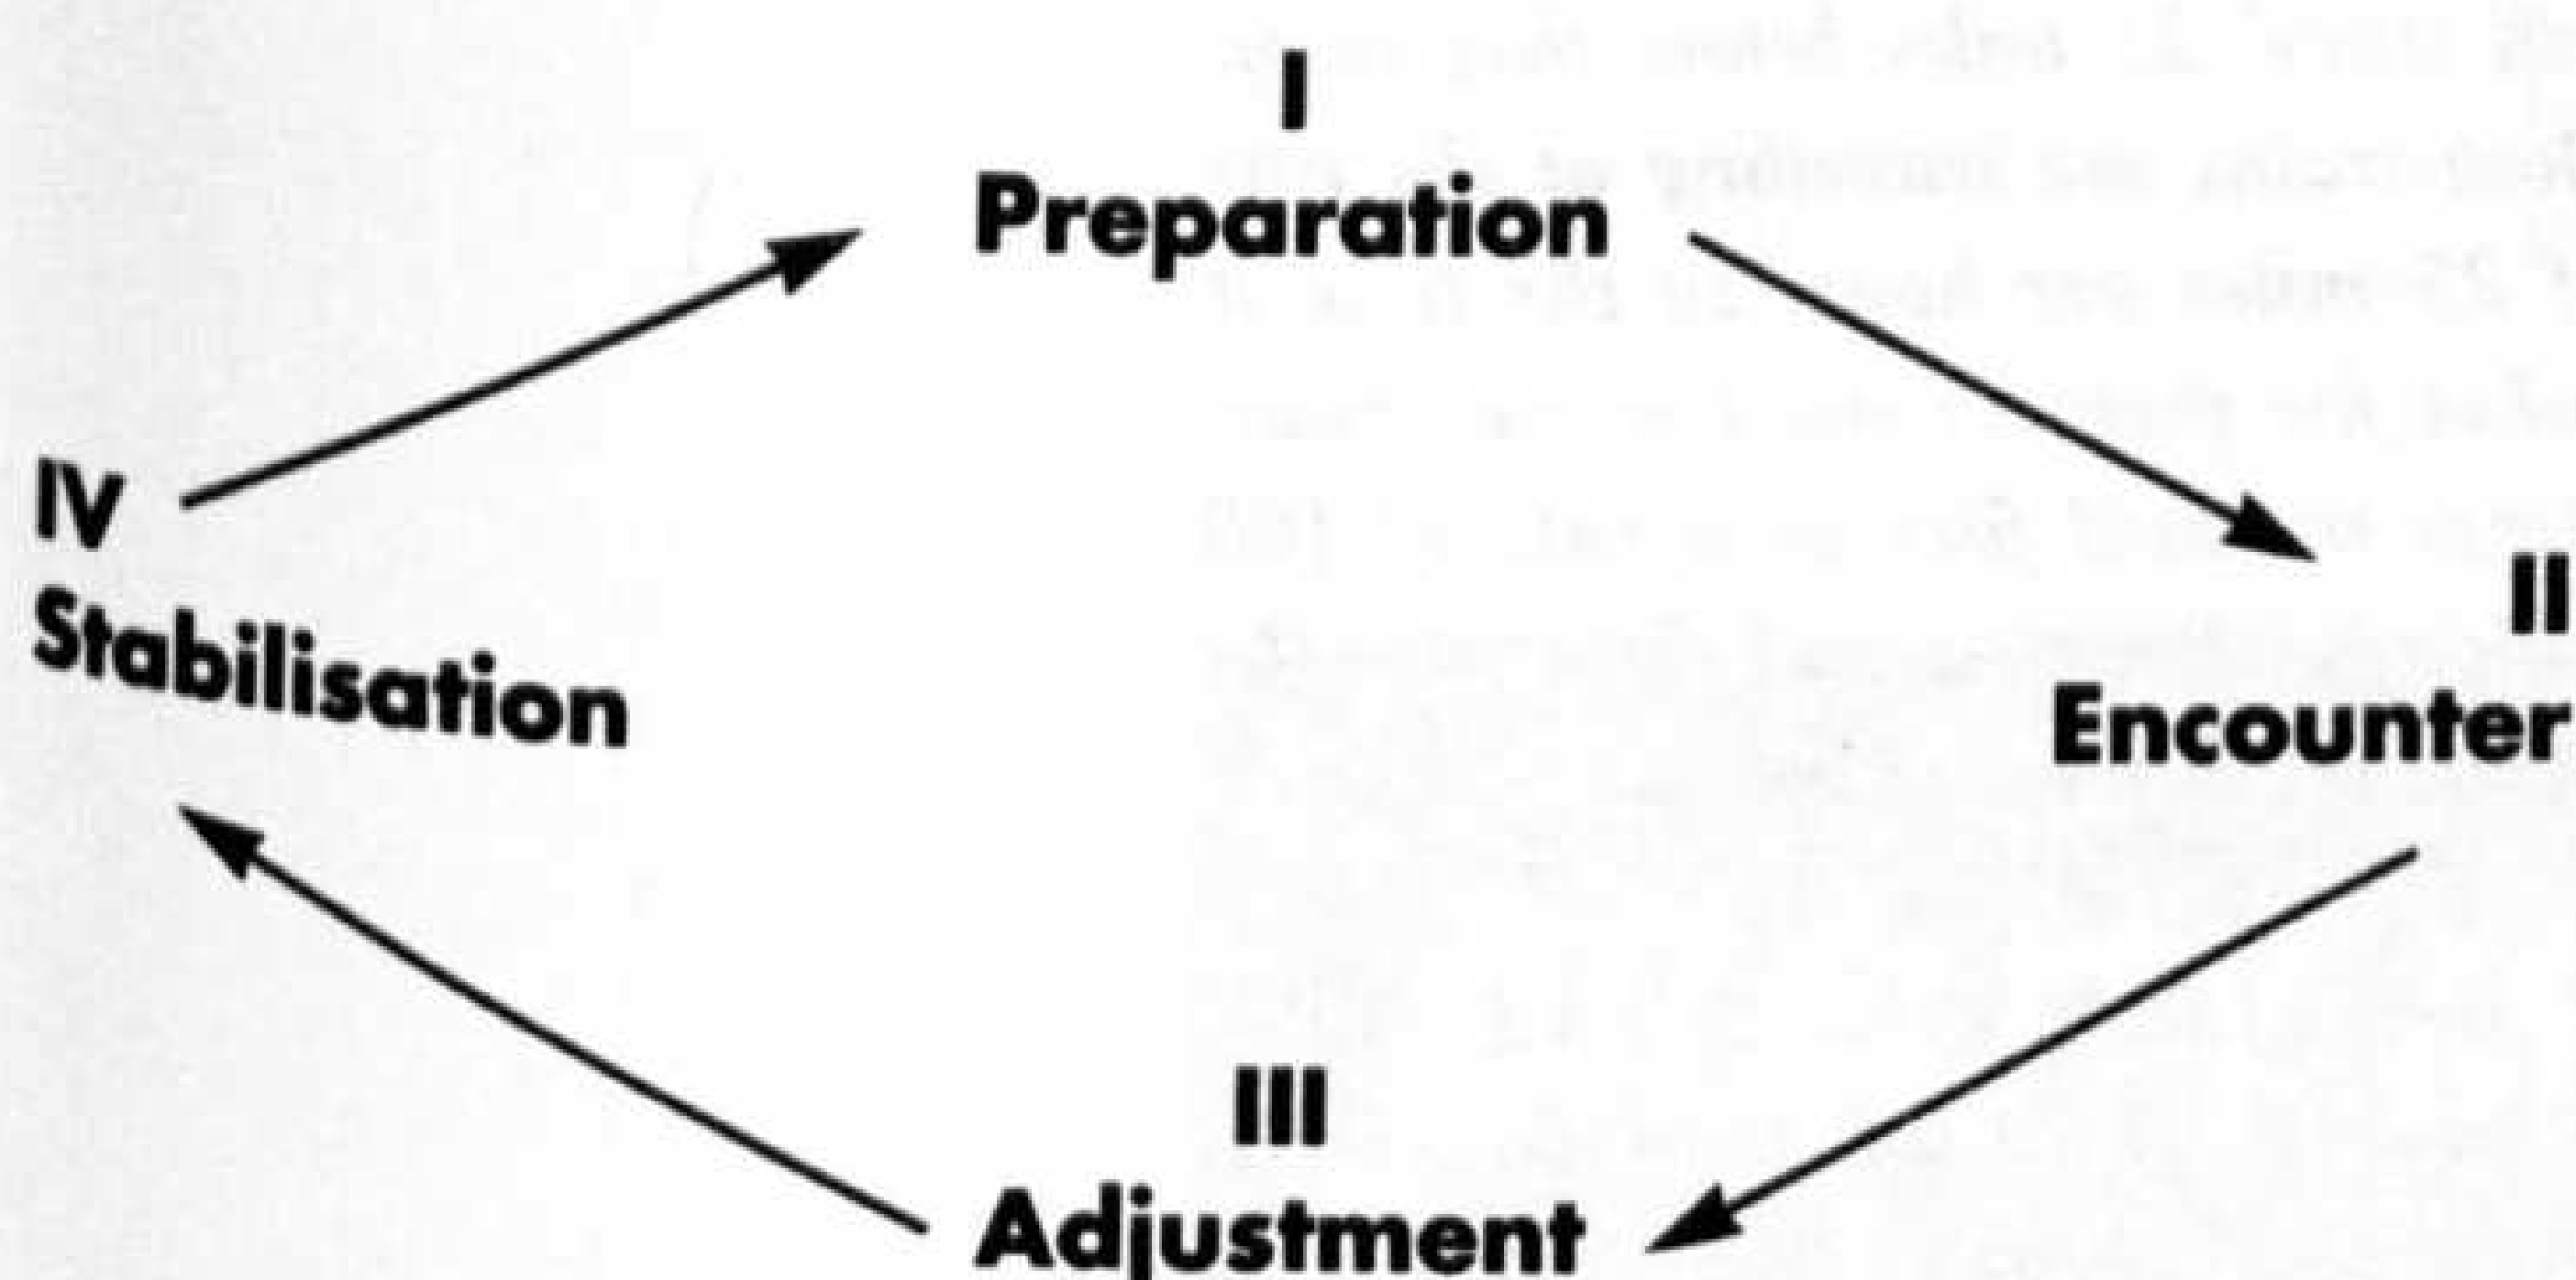 I
Preparation
II
Encounter
III
Adjustment
IV
Stabilisation